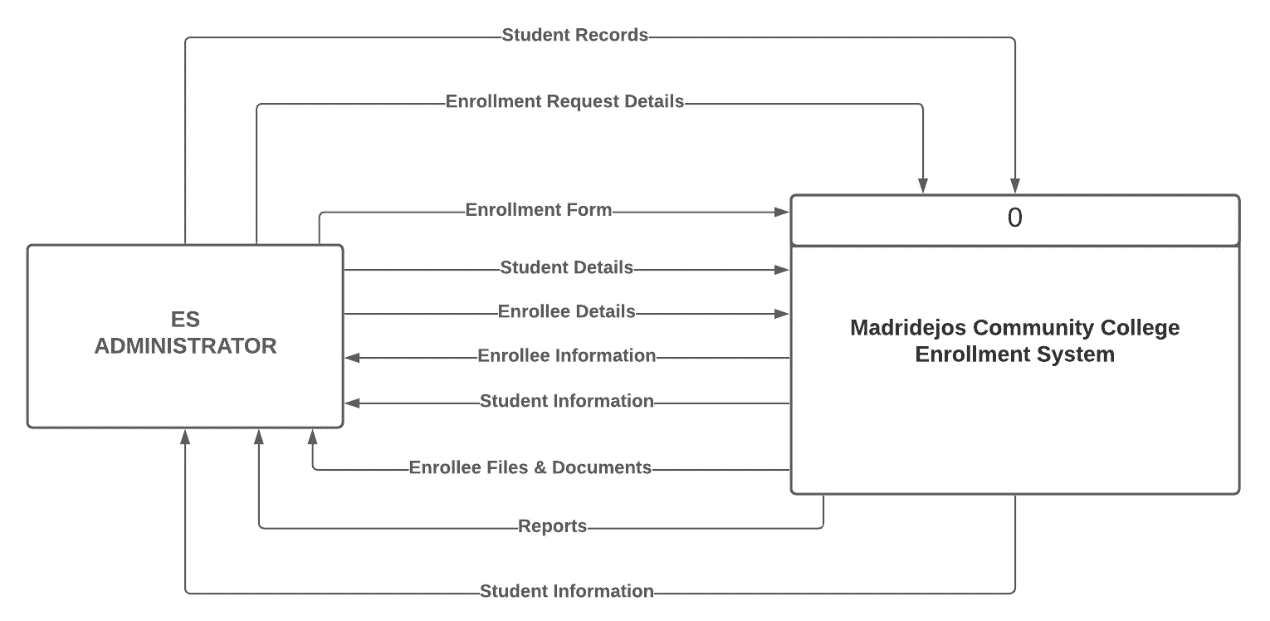 Student Records
Enrollment Request Details
Enrollment Form
0
Student Details
ES
ADMINISTRATOR
Enrollee Details
Madridejos Community College
Enrollment System
Enrollee Information
Student Information
Enrollee Files & Documents
Reports
Student Information